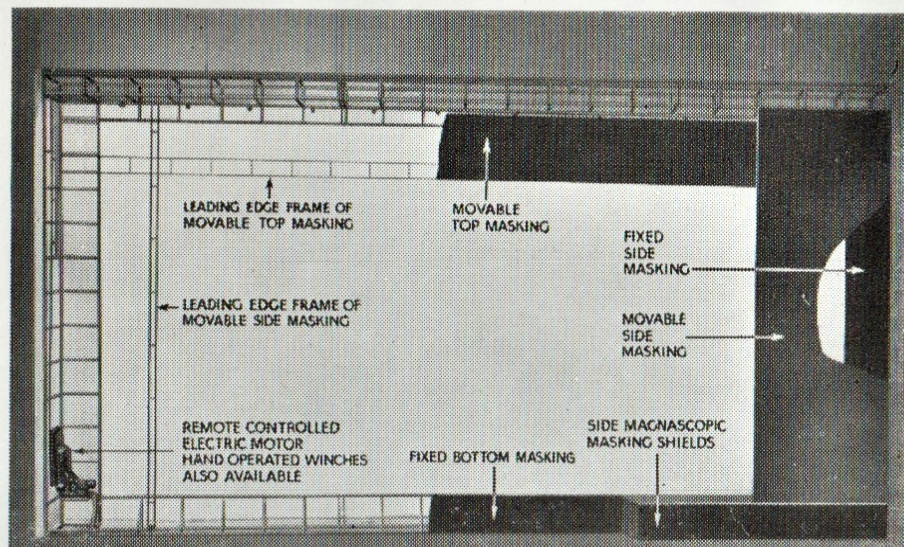 LEADING EDGE FRAME OF
MOVABLE TOP MASKING
MOVABLE
TOP MASKING
FIXED
SIDE
MASKING
LEADING EDGE FRAME OF
MOVABLE SIDE MASKING
MOVABLE
SIDE
MASKING
REMOTE CONTROLLED
ELECTRIC MOTOR
HAND OPERATED WINCHES
ALSO AVAILABLE
FIXED BOTTOM MASKING
SIDE MAGNASCOPIC
MASKING SHIELDS